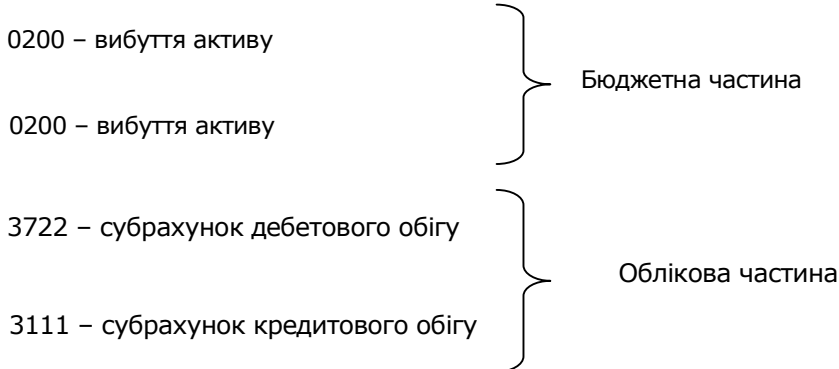 0200 – вибуття активу
Бюджетна частина
0200 – вибуття активу
3722 – субрахунок дебетового обігу
Облікова частина
3111 – субрахунок кредитового обігу